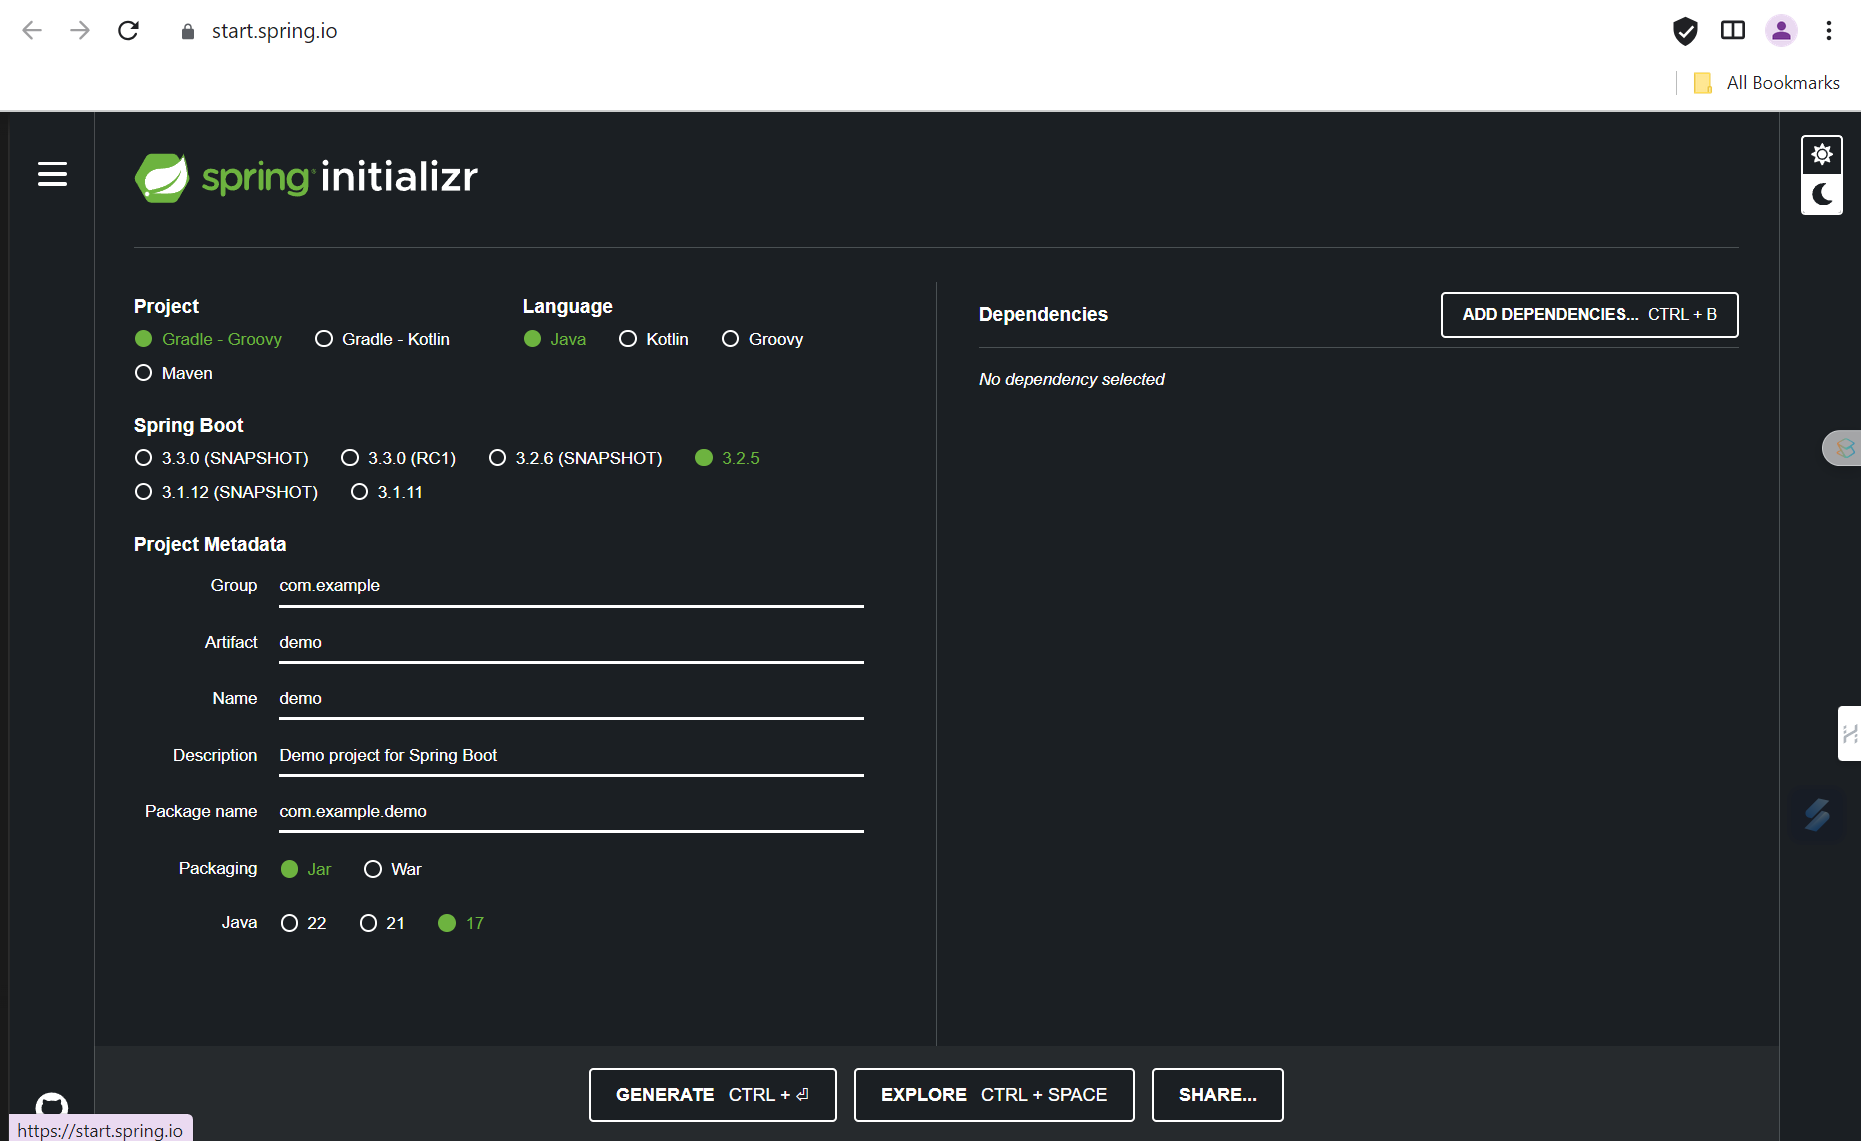 start.spring.io
All Bookmarks
spring initializr
Project
Gradle - Groovy Gradle - Kotlin
Maven
Language
Java Kotlin Groovy
Spring Boot
3.3.0 (SNAPSHOT) 3.3.0 (RC1) 3.2.6 (SNAPSHOT) 3.2.5
3.1.12 (SNAPSHOT) 3.1.11
Project Metadata
Group com.example
Artifact demo
Name demo
Description Demo project for Spring Boot
Package name com.example.demo
Packaging Jar War
Java 22 21 17
Dependencies ADD DEPENDENCIES... CTRL + B
No dependency selected
GENERATE CTRL + ⏎ EXPLORE CTRL + SPACE SHARE...
https://start.spring.io